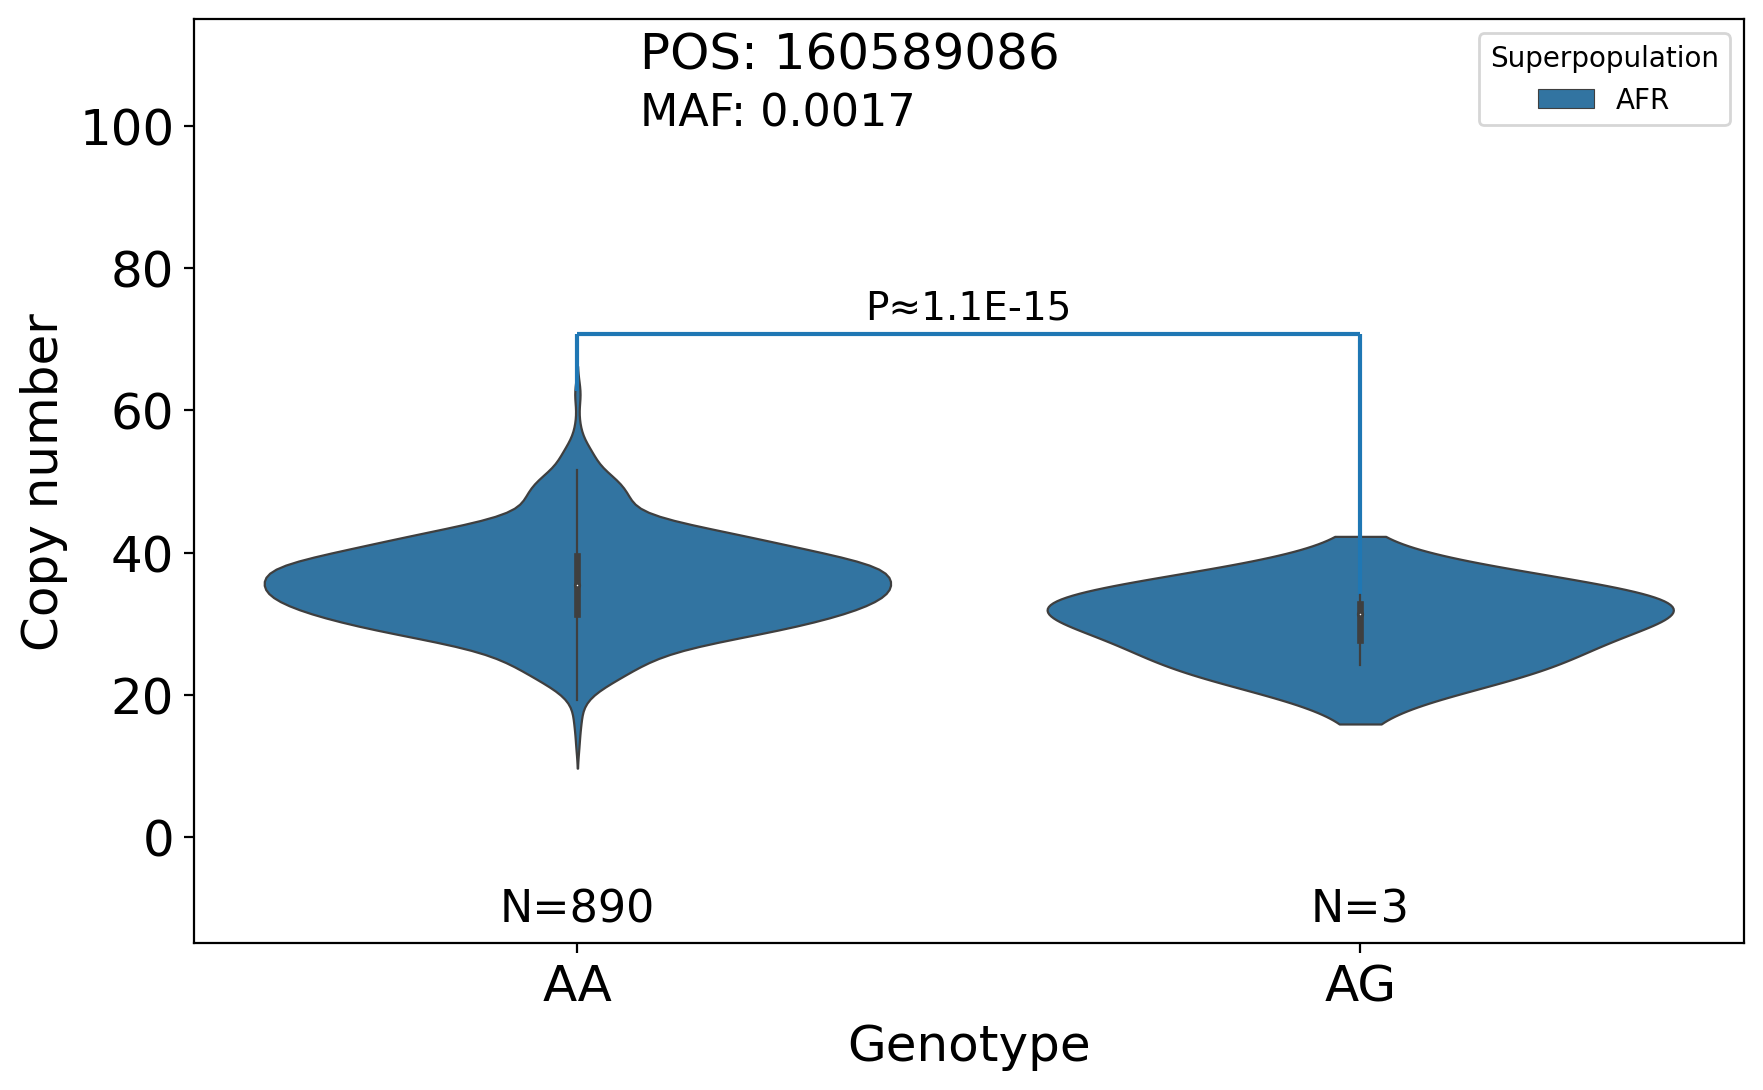 POS: 160589086
MAF: 0.0017
Superpopulation
AFR
100
80
60
40
20
0
Copy number
P≈1.1E-15
N=890
N=3
AA
AG
Genotype